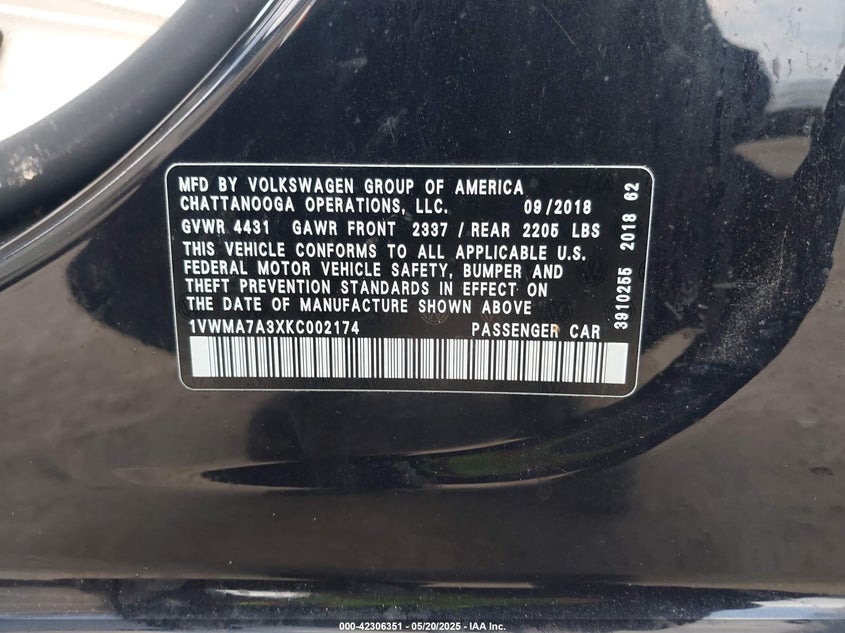 MFD BY VOLKSWAGEN GROUP OF AMERICA
CHATTANOOGA OPERATIONS, LLC. 09/2018
GVWR 4431 GAWR FRONT 2337 / REAR 2205 LBS
THIS VEHICLE CONFORMS TO ALL APPLICABLE U.S.
FEDERAL MOTOR VEHICLE SAFETY, BUMPER AND
THEFT PREVENTION STANDARDS IN EFFECT ON
THE DATE OF MANUFACTURE SHOWN ABOVE
1VWMA7A3XKC002174 PASSENGER CAR
3910255 2018 62
000-42306351 - 05/20/2025 - IAA Inc.